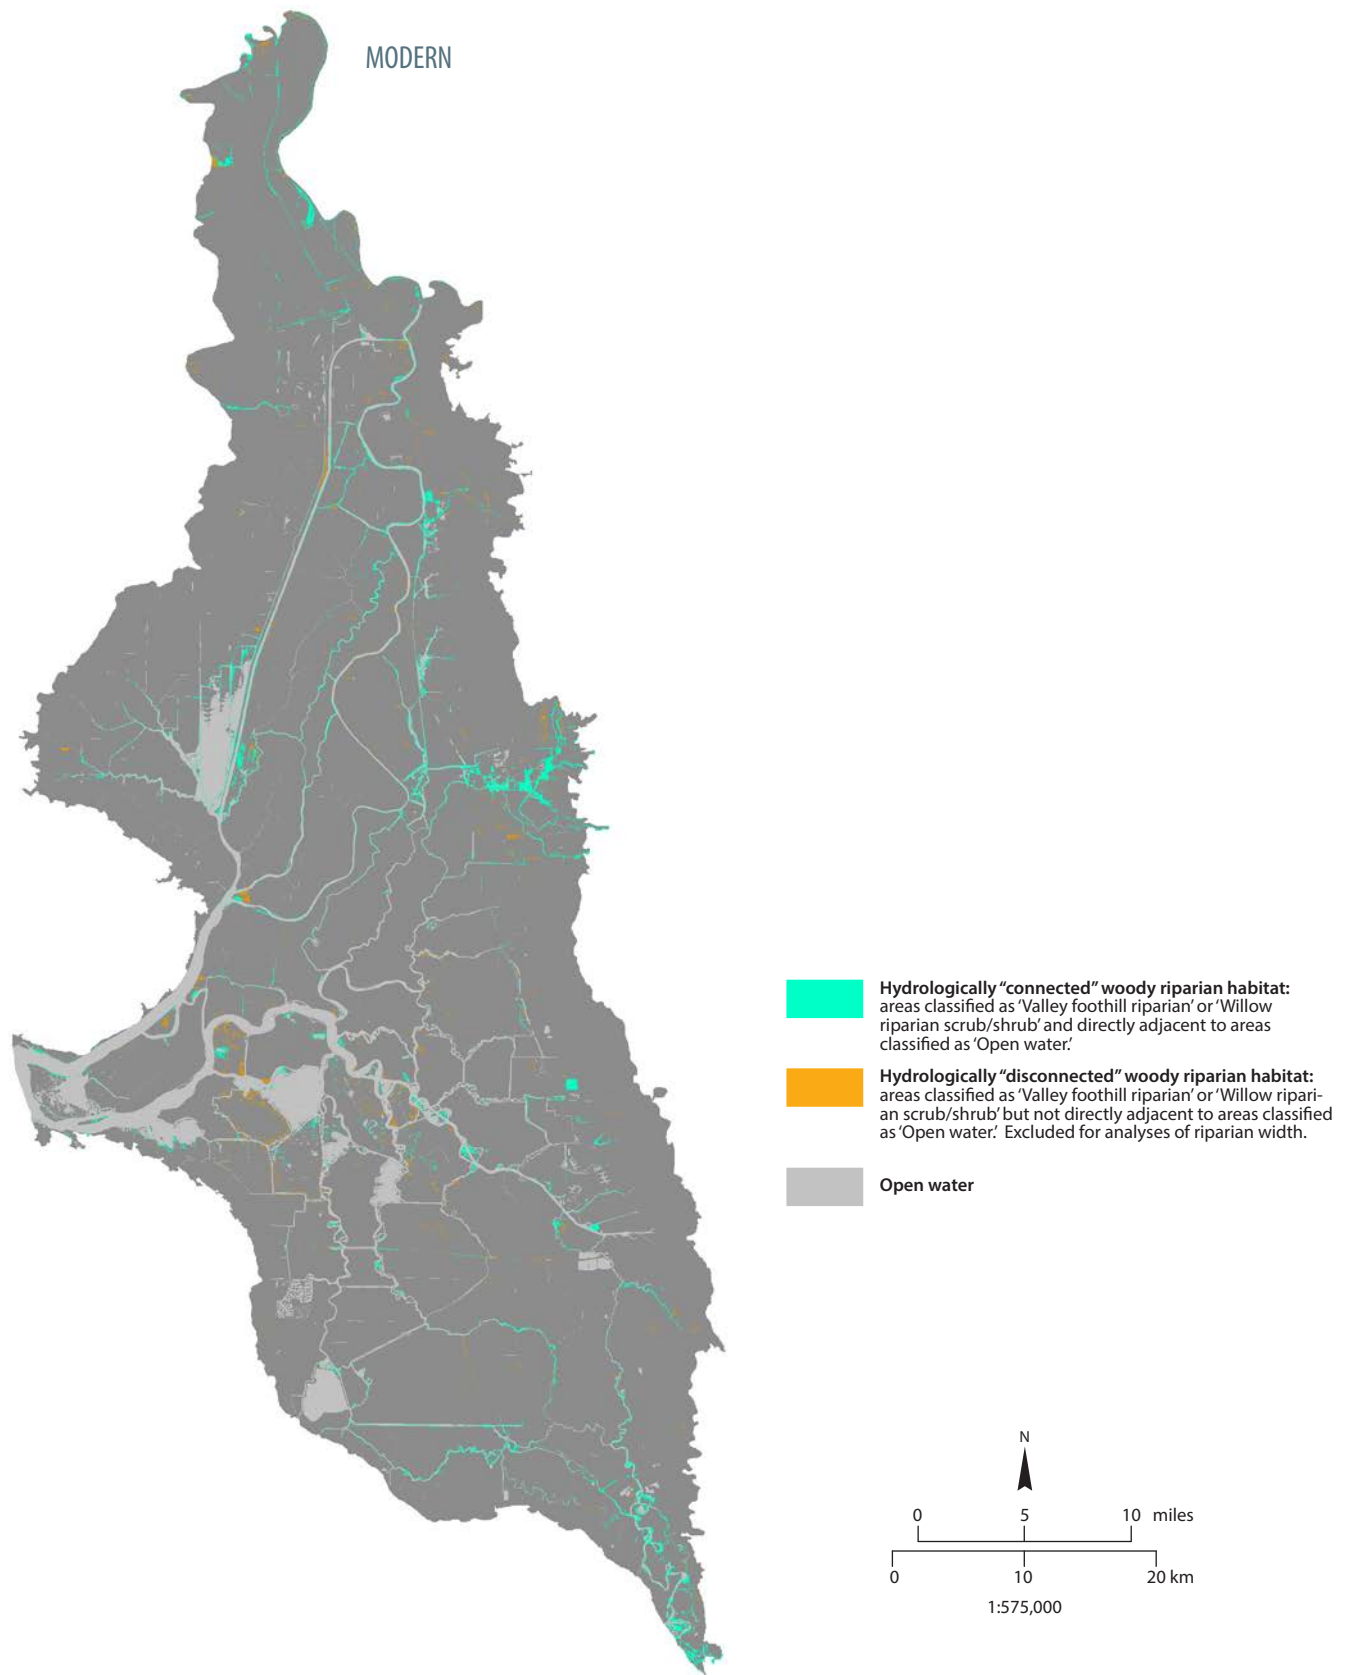 MODERN
Hydrologically “connected” woody riparian habitat:
areas classified as ‘Valley foothill riparian’ or ‘Willow
riparian scrub/shrub’ and directly adjacent to areas
classified as ‘Open water.’
Hydrologically “disconnected” woody riparian habitat:
areas classified as ‘Valley foothill riparian’ or ‘Willow ripari-
an scrub/shrub’ but not directly adjacent to areas classified
as ‘Open water.’ Excluded for analyses of riparian width.
Open water
N
0 5 10 miles
0 10 20 km
1:575,000